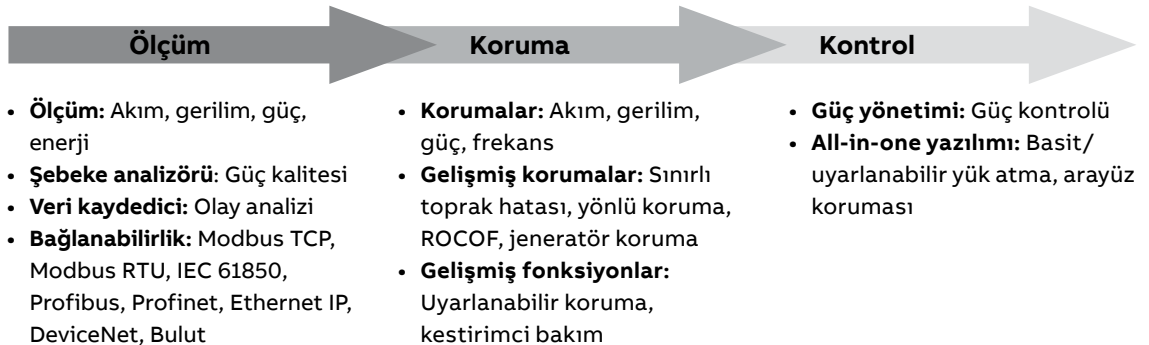 Ölçüm
• Ölçüm: Akım, gerilim, güç,
enerji
• Şebeke analizörü: Güç kalitesi
• Veri kaydedici: Olay analizi
• Bağlanabilirlik: Modbus TCP,
Modbus RTU, IEC 61850,
Profibus, Profinet, Ethernet IP,
DeviceNet, Bulut
Koruma
• Korumalar: Akım, gerilim,
güç, frekans
• Gelişmiş korumalar: Sınırlı
toprak hatası, yönlü koruma,
ROCOF, jeneratör koruma
• Gelişmiş fonksiyonlar:
Uyarlanabilir koruma,
kestirimci bakım
Kontrol
• Güç yönetimi: Güç kontrolü
• All-in-one yazılımı: Basit/
uyarlanabilir yük atma, arayüz
koruması